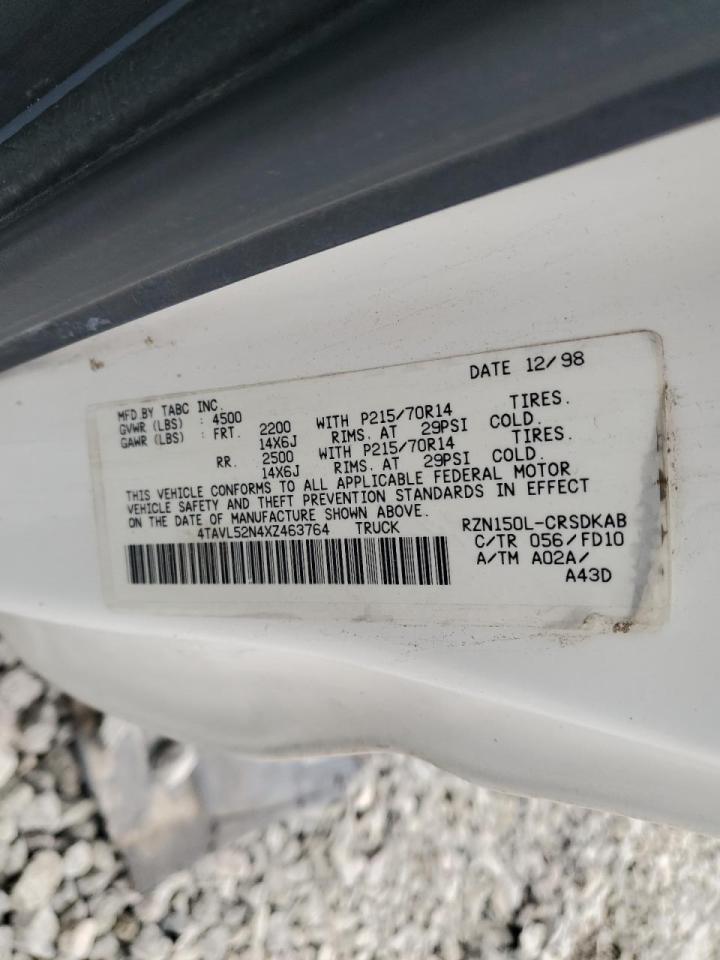 DATE 12/98
MFD.BY TABC INC.
GVWR (LBS) : 4500
GAWR (LBS) : FRT. 2200 WITH P215/70R14 TIRES.
14X6J RIMS. AT 29PSI COLD.
RR. 2500 WITH P215/70R14 TIRES.
14X6J RIMS. AT 29PSI COLD.
THIS VEHICLE CONFORMS TO ALL APPLICABLE FEDERAL MOTOR
VEHICLE SAFETY AND THEFT PREVENTION STANDARDS IN EFFECT
ON THE DATE OF MANUFACTURE SHOWN ABOVE.
4TAVL52N4XZ463764 TRUCK
RZN150L-CRSDKAB
C/TR 056/FD10
A/TM A02A/
A43D